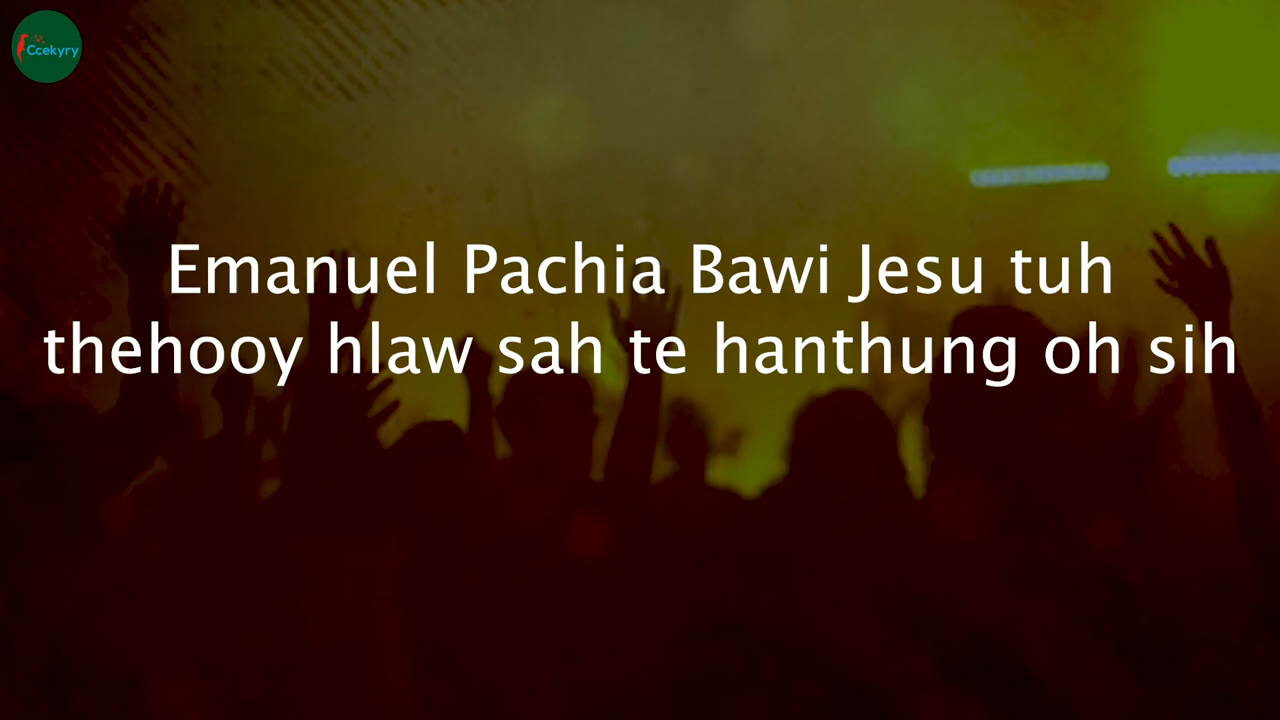 Ccekyry
Emanuel Pachia Bawi Jesu tuh
thehooy hlaw sah te hanthung oh sih